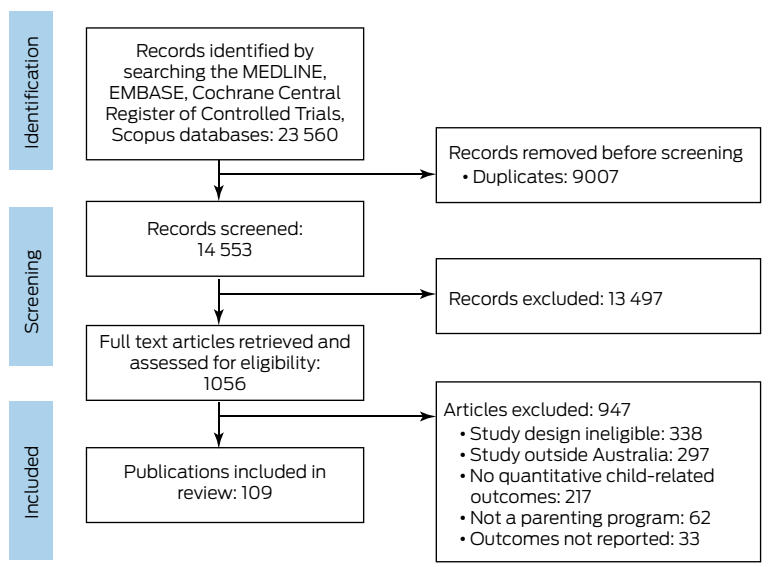 Identification
Records identified by
searching the MEDLINE,
EMBASE, Cochrane Central
Register of Controlled Trials,
Scopus databases: 23 560
Records removed before screening
• Duplicates: 9007
Screening
Records screened:
14 553
Records excluded: 13 497
Full text articles retrieved and
assessed for eligibility:
1056
Included
Articles excluded: 947
• Study design ineligible: 338
• Study outside Australia: 297
• No quantitative child-related
outcomes: 217
• Not a parenting program: 62
• Outcomes not reported: 33
Publications included in
review: 109